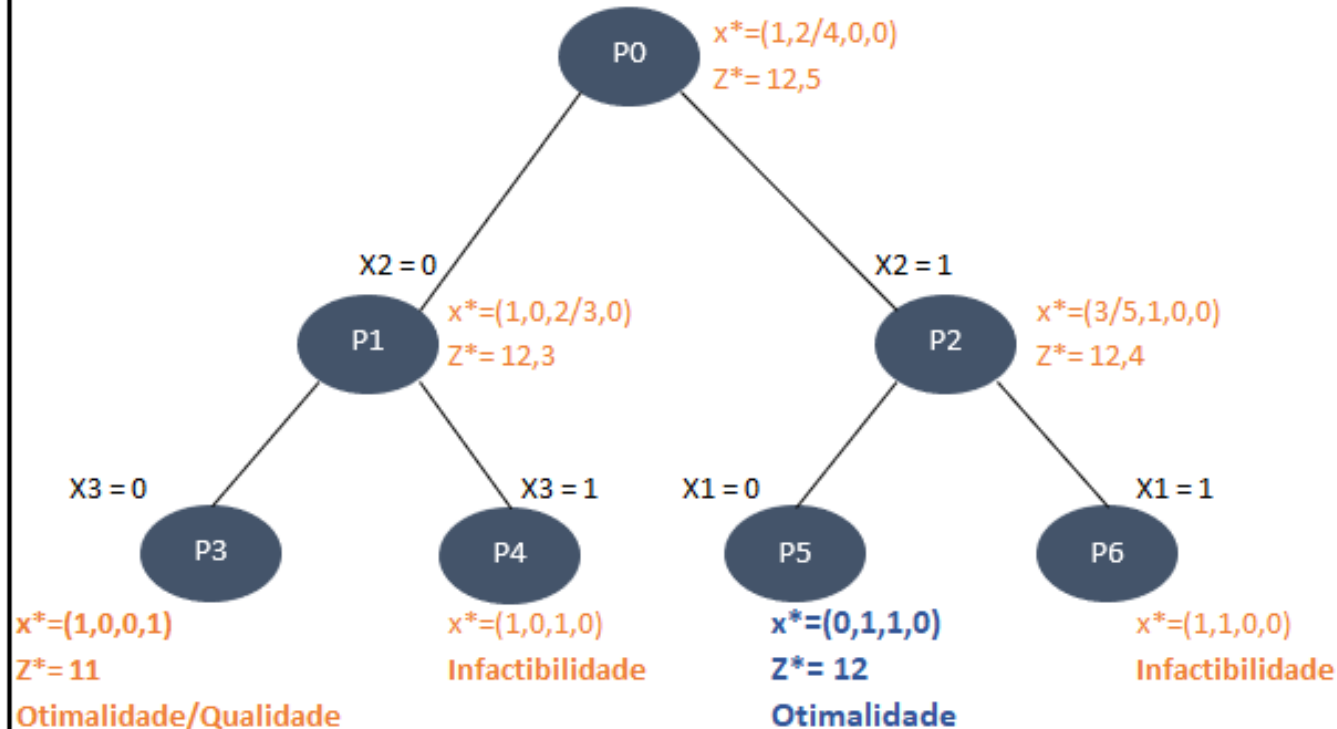 P0
x*=(1,2/4,0,0)
Z*= 12,5
X2 = 0
X2 = 1
P1
x*=(1,0,2/3,0)
Z*= 12,3
P2
x*=(3/5,1,0,0)
Z*= 12,4
X3 = 0
X3 = 1
X1 = 0
X1 = 1
P3
P4
P5
P6
x*=(1,0,0,1)
Z*= 11
Otimalidade/Qualidade
x*=(1,0,1,0)
Infactibilidade
x*=(0,1,1,0)
Z*= 12
Otimalidade
x*=(1,1,0,0)
Infactibilidade